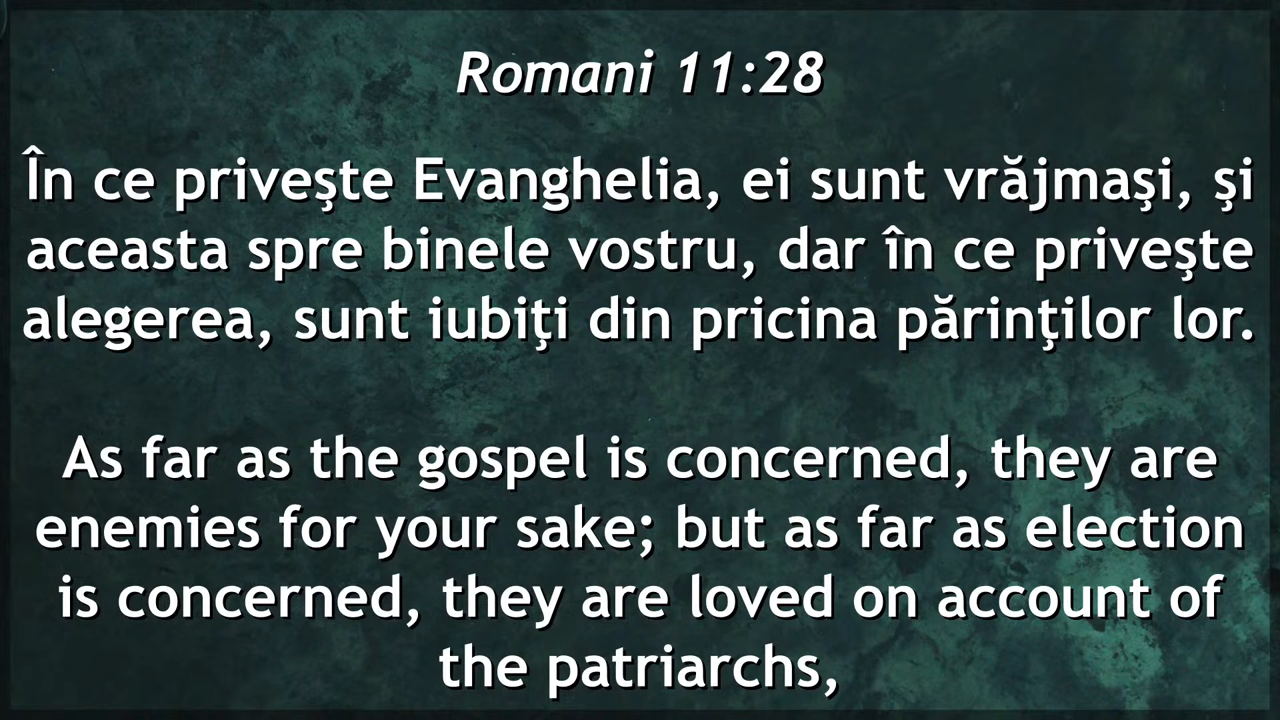 Romani 11:28
În ce priveşte Evanghelia, ei sunt vrăjmaşi, şi
aceasta spre binele vostru, dar în ce priveşte
alegerea, sunt iubiţi din pricina părinţilor lor.
As far as the gospel is concerned, they are
enemies for your sake; but as far as election
is concerned, they are loved on account of
the patriarchs,